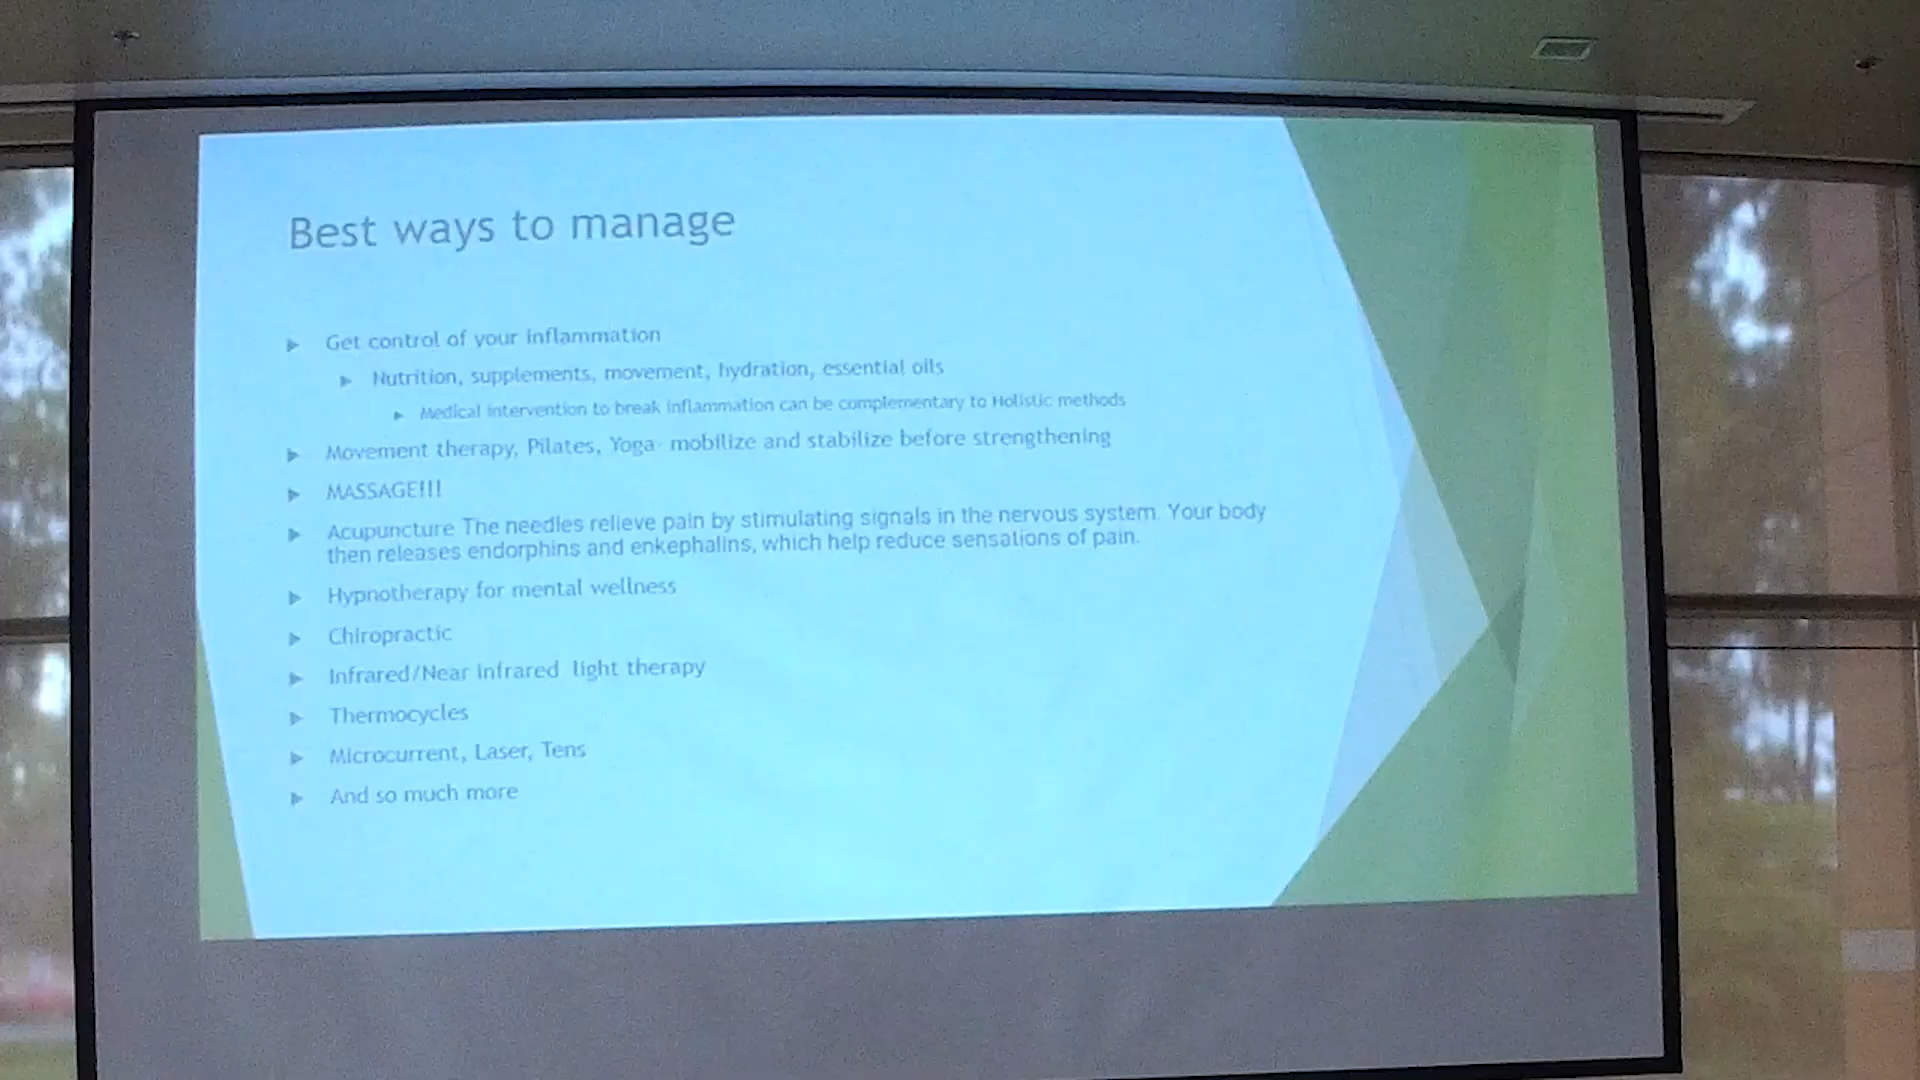 Best ways to manage
Get control of your inflammation
Nutrition, supplements, movement, hydration, essential oils
Medical intervention to break inflammation can be complementary to Holistic methods
Movement therapy, Pilates, Yoga- mobilize and stabilize before strengthening
MASSAGE!!!
Acupuncture The needles relieve pain by stimulating signals in the nervous system. Your body
then releases endorphins and enkephalins, which help reduce sensations of pain.
Hypnotherapy for mental wellness
Chiropractic
Infrared/Near infrared light therapy
Thermocycles
Microcurrent, Laser, Tens
And so much more